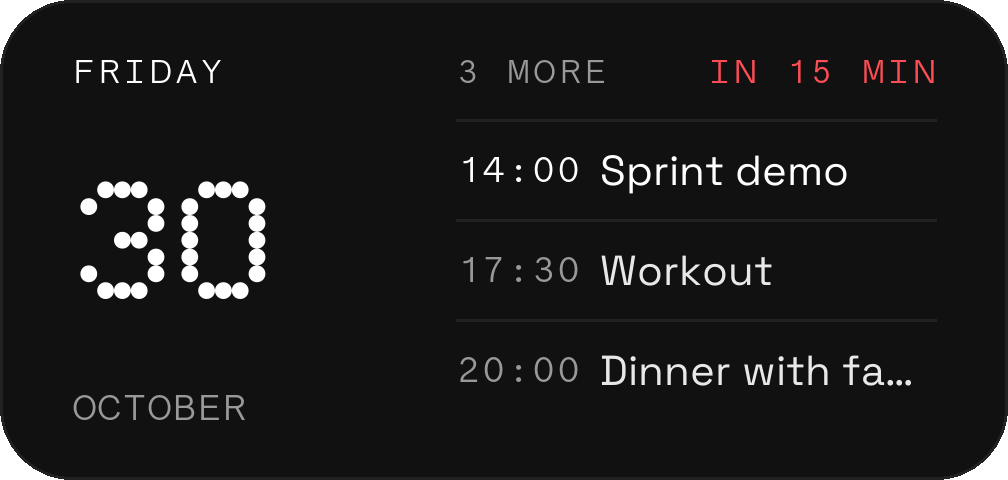 FRIDAY
30
OCTOBER
3 MORE IN 15 MIN
14:00 Sprint demo
17:30 Workout
20:00 Dinner with fa…